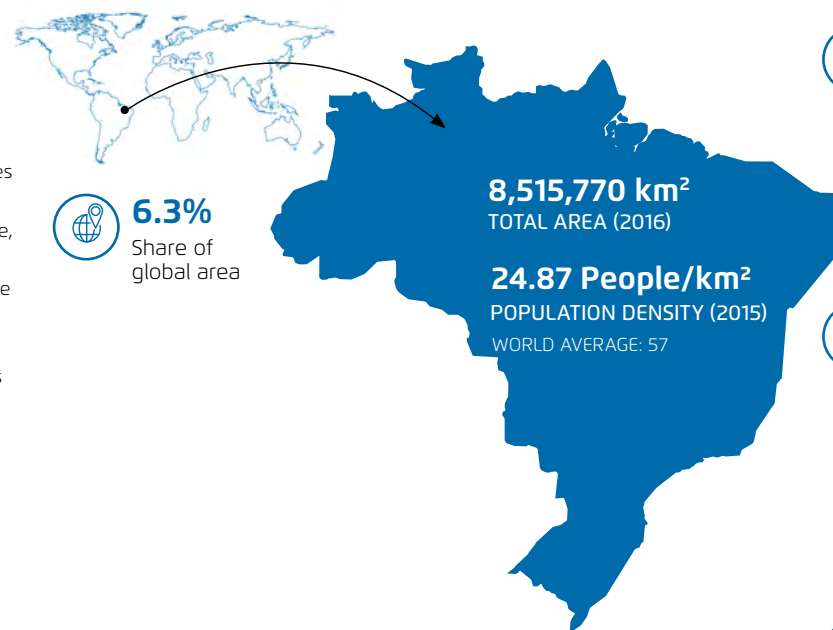 es
e,
e
s
6.3%
Share of
global area
8,515,770 km²
TOTAL AREA (2016)
24.87 People/km²
POPULATION DENSITY (2015)
WORLD AVERAGE: 57